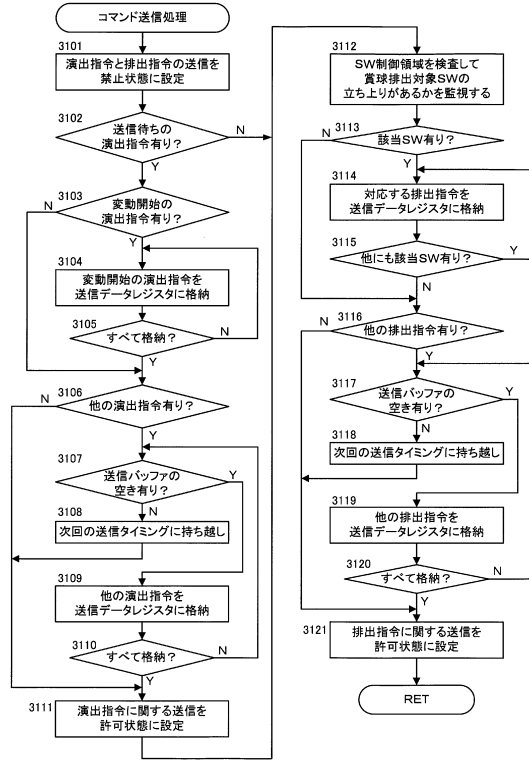 コマンド送信処理
3101
演出指令と排出指令の送信を
禁止状態に設定
3102
送信待ちの
演出指令有り？
N
Y
3103
変動開始の
演出指令有り？
N
Y
3104
変動開始の演出指令を
送信データレジスタに格納
3105
すべて格納？
N
Y
3106
他の演出指令有り？
N
Y
3107
送信バッファの
空き有り？
Y
N
3108
次回の送信タイミングに持ち越し
3109
他の演出指令を
送信データレジスタに格納
3110
すべて格納？
N
Y
3111
演出指令に関する送信を
許可状態に設定
3112
SW制御領域を検査して
賞球排出対象SWの
立ち上りがあるかを監視する
3113
該当SW有り？
N
Y
3114
対応する排出指令を
送信データレジスタに格納
3115
他にも該当SW有り？
Y
N
3116
他の排出指令有り？
N
Y
3117
送信バッファの
空き有り？
Y
N
3118
次回の送信タイミングに持ち越し
3119
他の排出指令を
送信データレジスタに格納
3120
すべて格納？
N
Y
3121
排出指令に関する送信を
許可状態に設定
RET